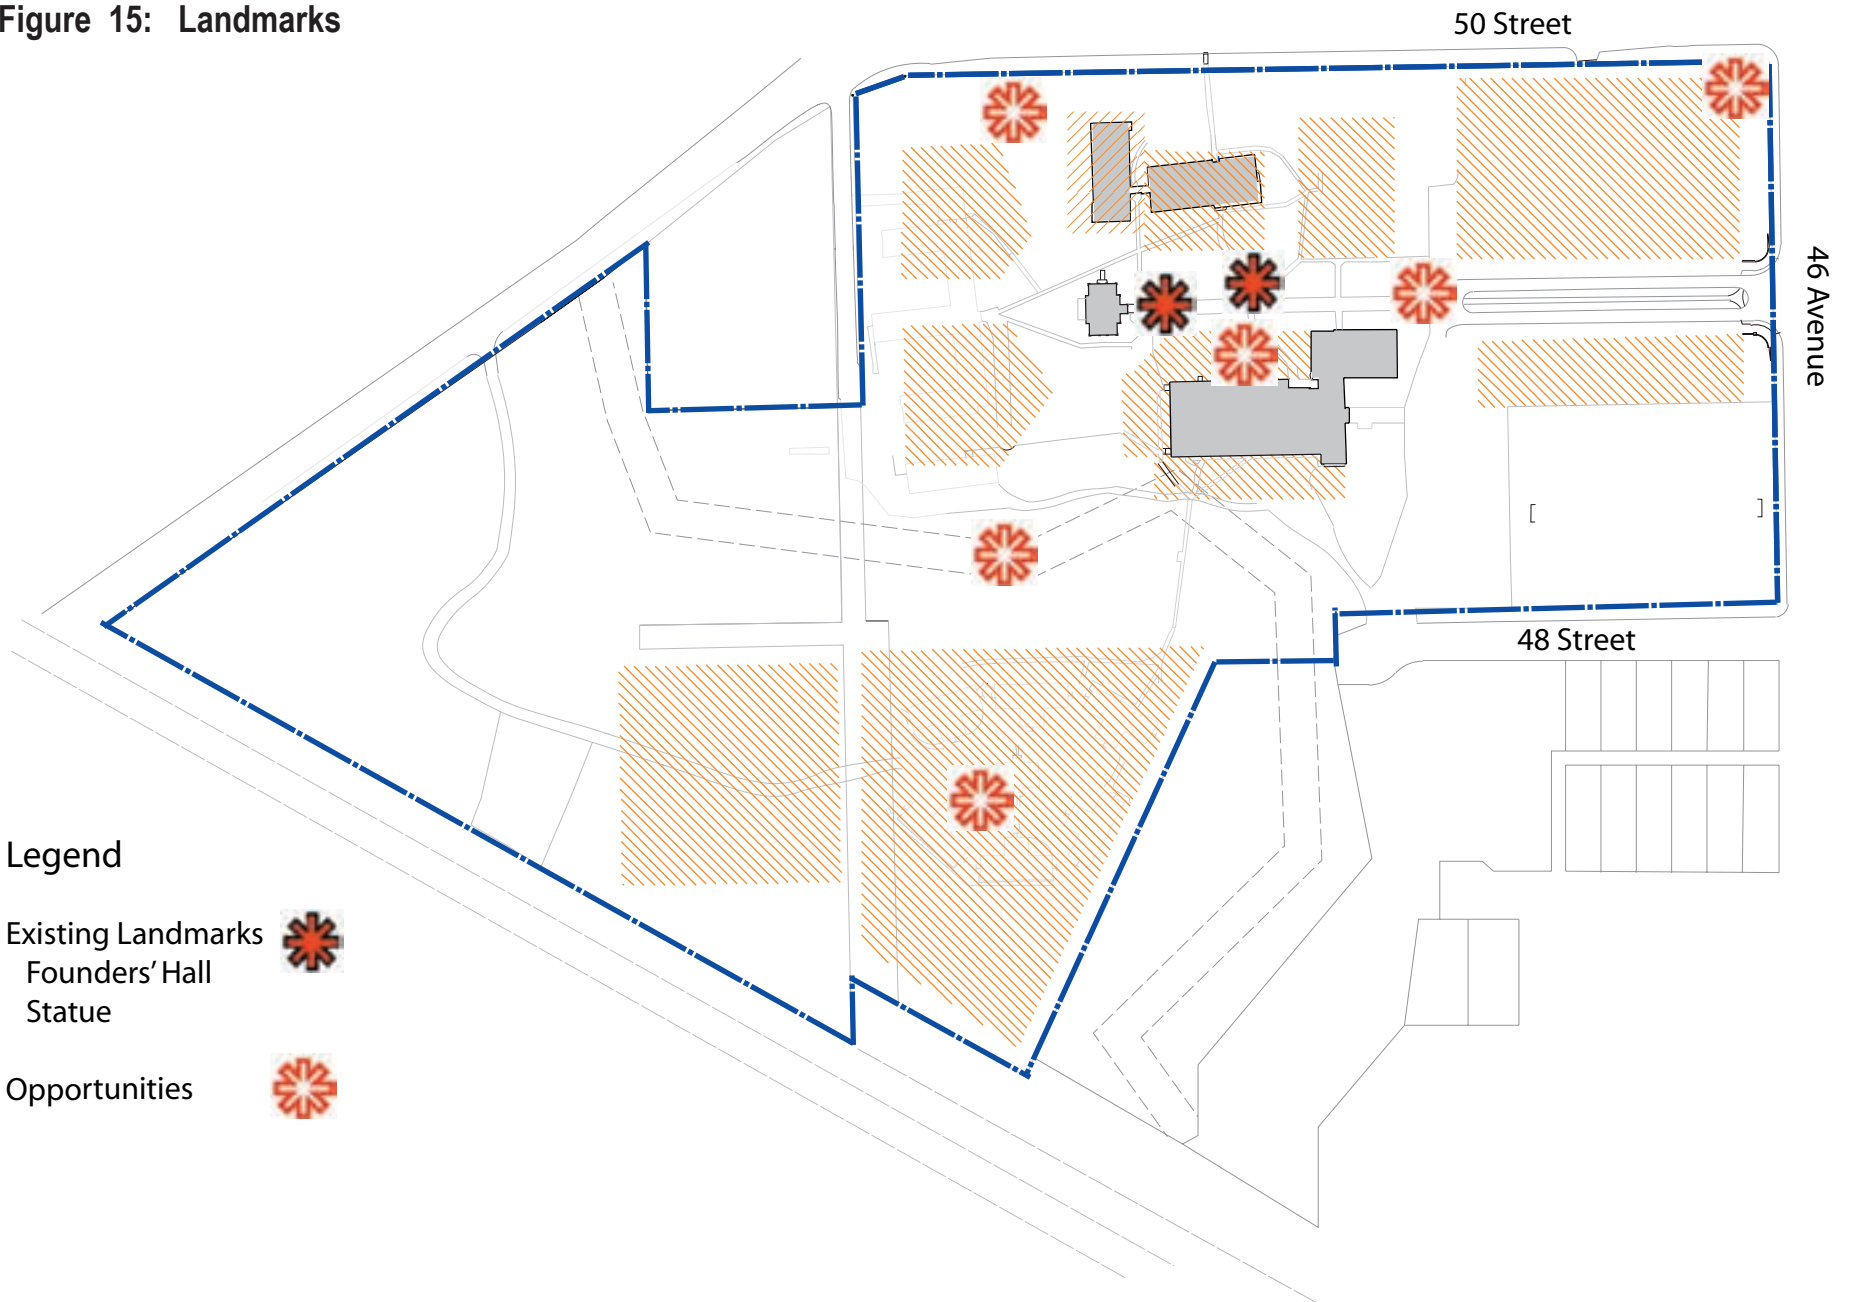 Figure 15: Landmarks
50 Street
46 Avenue
48 Street
Legend
Existing Landmarks
Founders' Hall
Statue
Opportunities